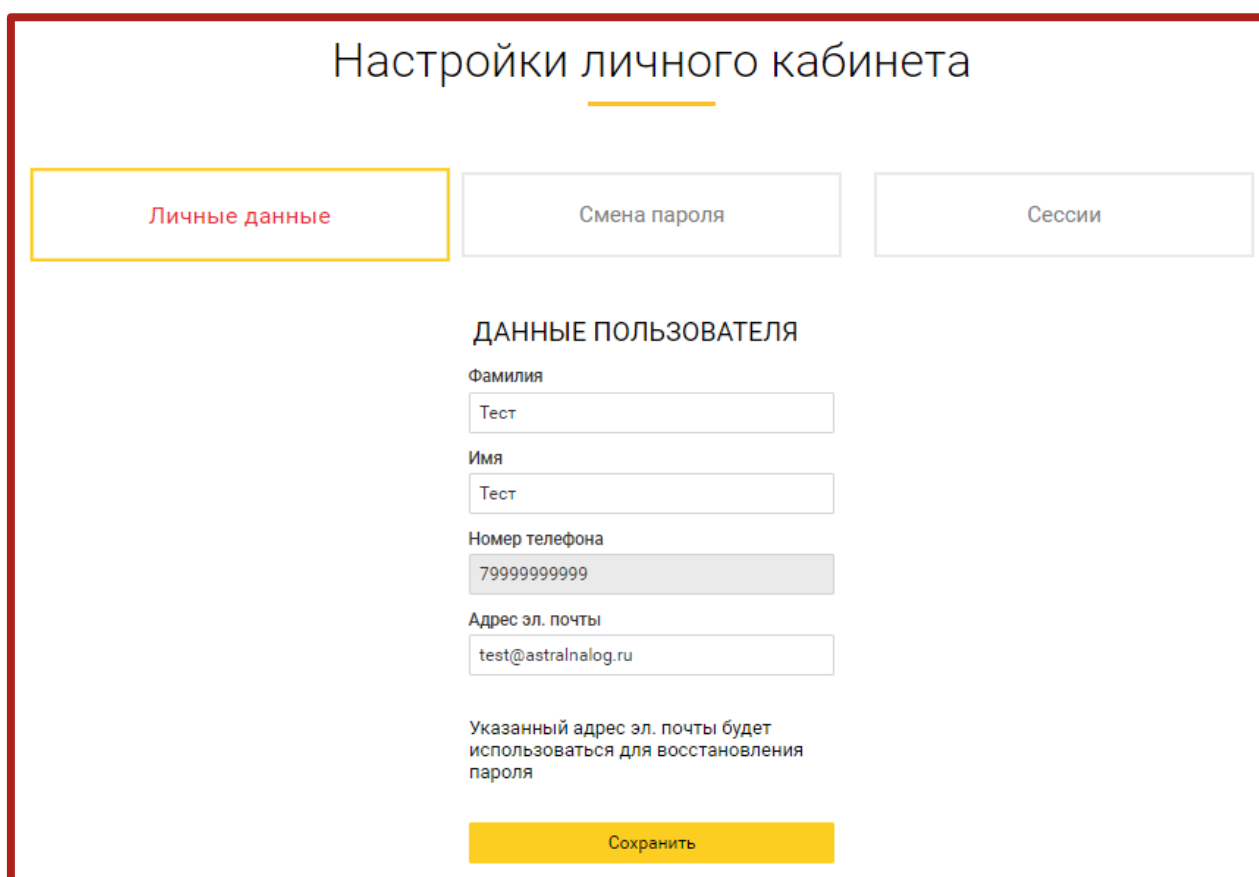 Настройки личного кабинета
Личные данные
Смена пароля
Сессии
ДАННЫЕ ПОЛЬЗОВАТЕЛЯ
Фамилия
Тест
Имя
Тест
Номер телефона
79999999999
Адрес эл. почты
test@astralnalog.ru
Указанный адрес эл. почты будет
использоваться для восстановления
пароля
Сохранить